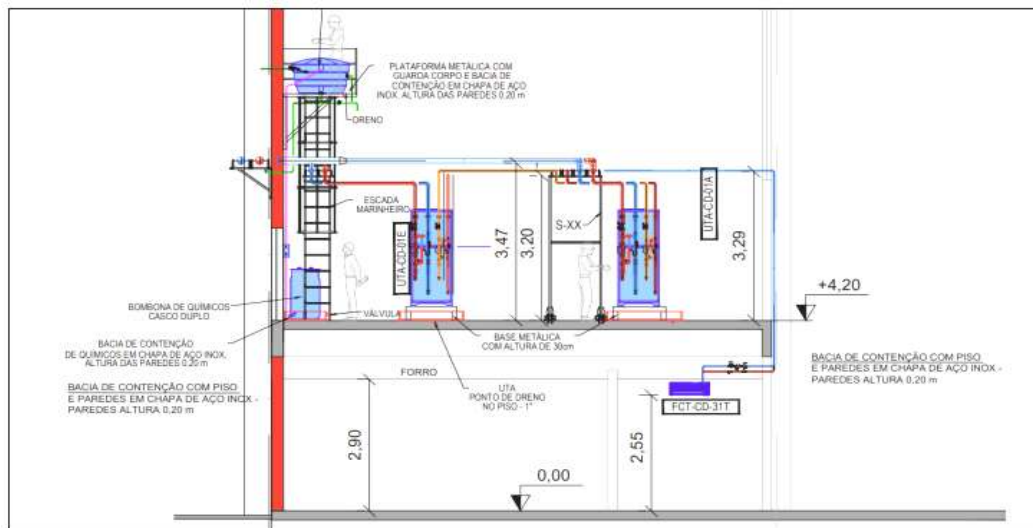 PLATAFORMA METÁLICA COM
GUARDA CORPO E BACIA DE
CONTENÇÃO EM CHAPA DE AÇO
INOX, ALTURA DAS PAREDES 0,20 m
DRENO
ESCADA
MARINHEIRO
UTA-CD-01E
3,47
3,20
S-XX
UTA-CD-01A
3,29
+4,20
BOMBONA DE QUÍMICOS
CASCO DUPLO
VÁLVULA
BACIA DE CONTENÇÃO
DE QUÍMICOS EM CHAPA DE AÇO INOX,
ALTURA DAS PAREDES 0,20 m
BASE METÁLICA
COM ALTURA DE 30cm
BACIA DE CONTENÇÃO COM PISO
E PAREDES EM CHAPA DE AÇO INOX -
PAREDES ALTURA 0,20 m
FORRO
UTA
PONTO DE DRENO
NO PISO - 1"
BACIA DE CONTENÇÃO COM PISO
E PAREDES EM CHAPA DE AÇO INOX -
PAREDES ALTURA 0,20 m
FCT-CD-31T
2,90
2,55
0,00